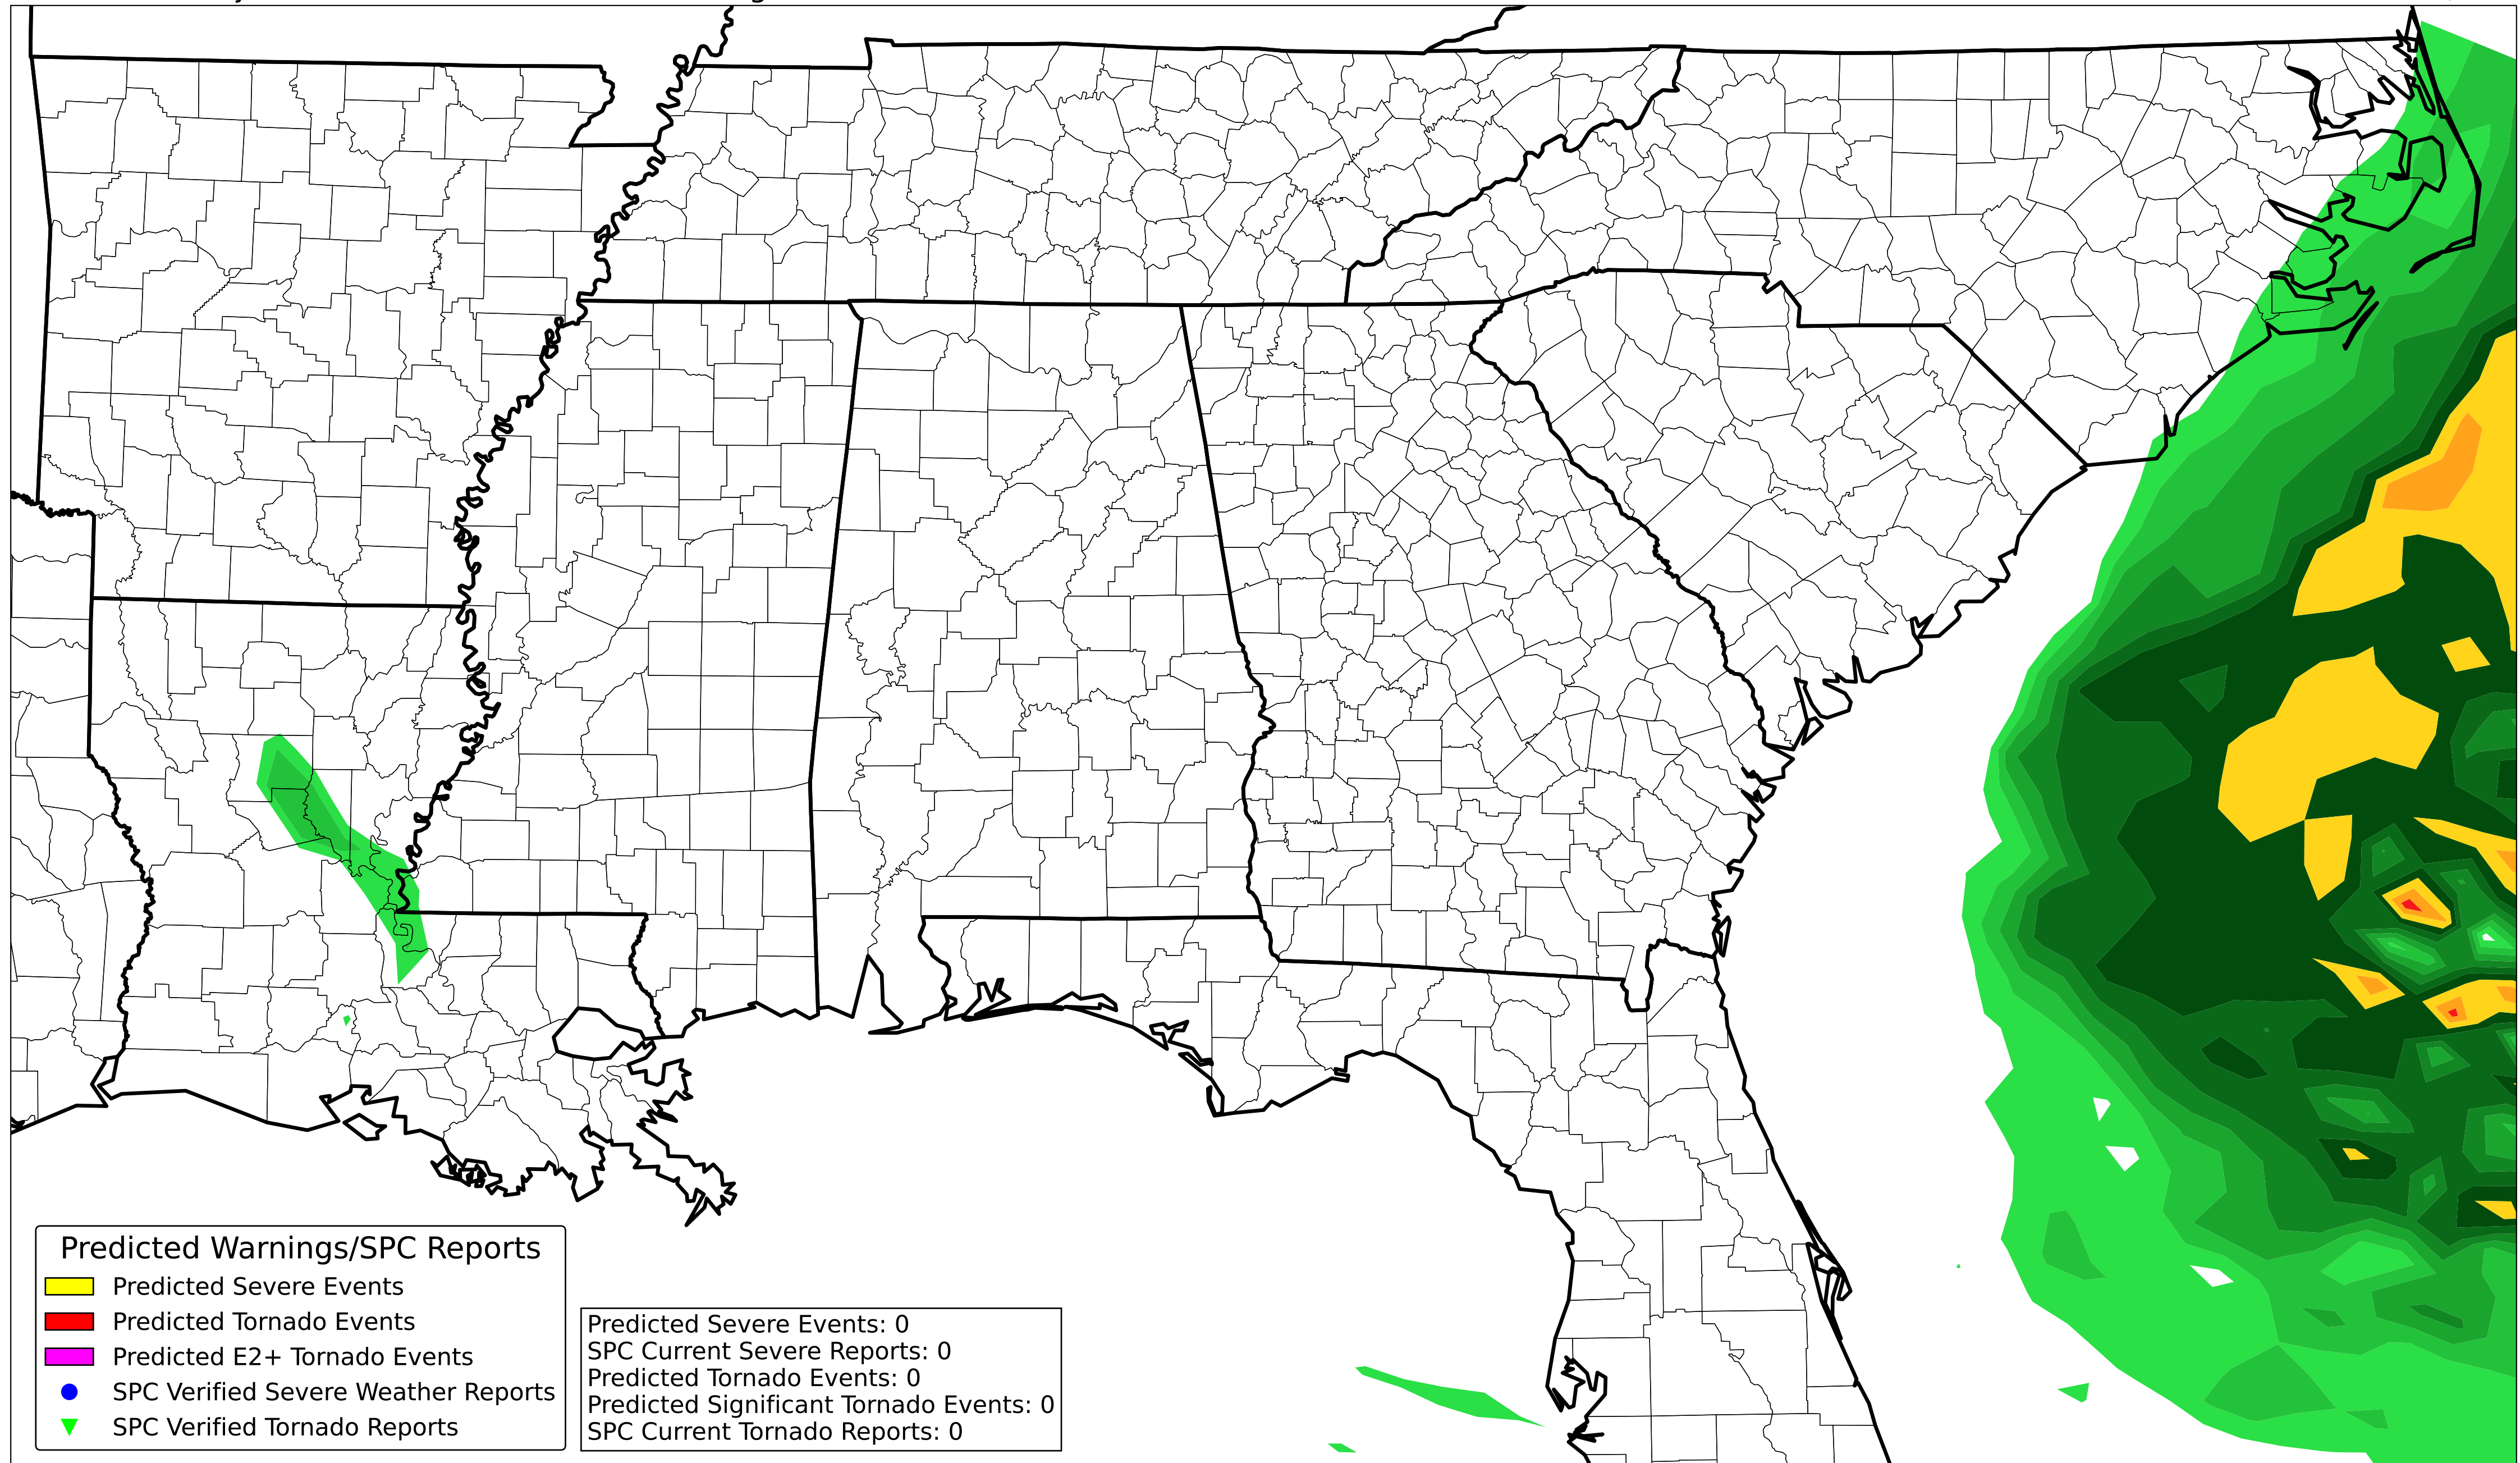 Predicted Warnings/SPC Reports
Predicted Severe Events
Predicted Tornado Events
Predicted E2+ Tornado Events
SPC Verified Severe Weather Reports
SPC Verified Tornado Reports
Predicted Severe Events: 0
SPC Current Severe Reports: 0
Predicted Tornado Events: 0
Predicted Significant Tornado Events: 0
SPC Current Tornado Reports: 0